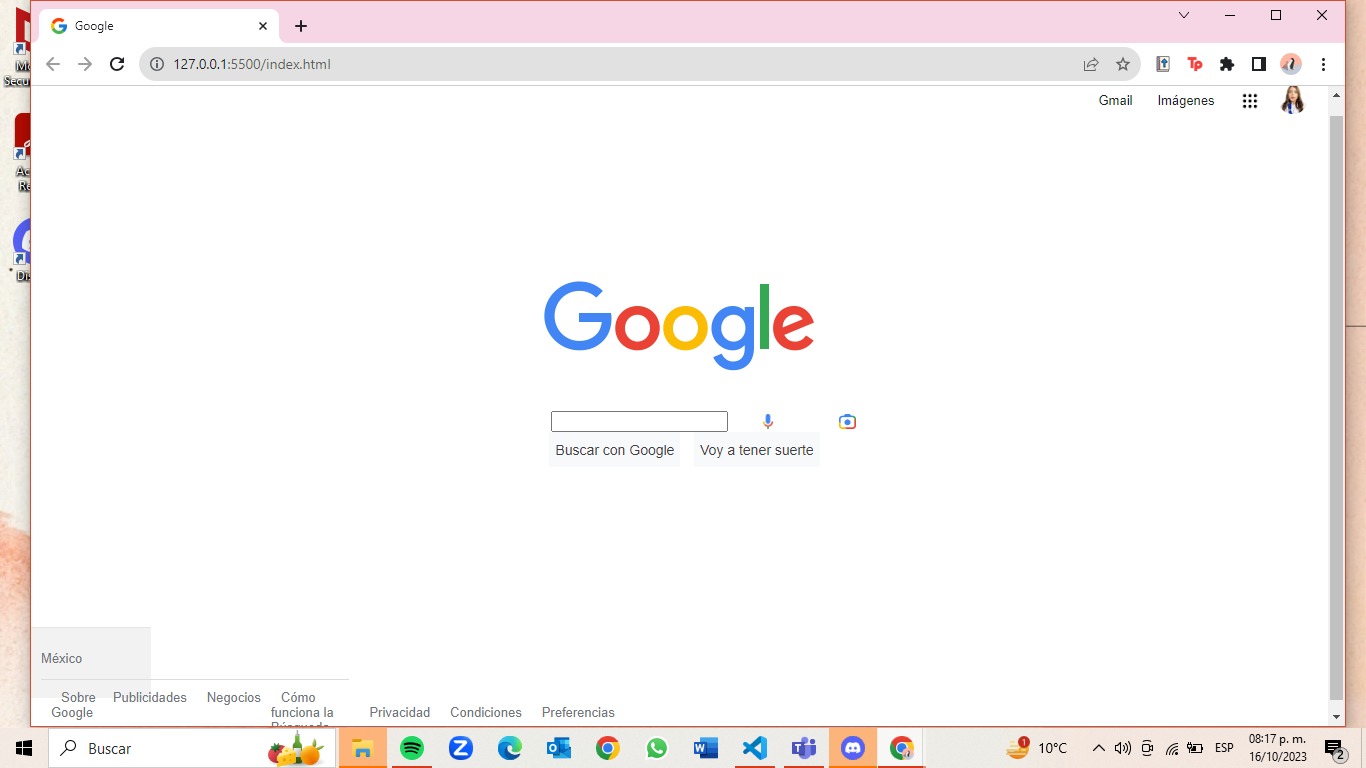 Google
127.0.0.1:5500/index.html
Tp
Gmail
Imágenes
Google
Buscar con Google
Voy a tener suerte
México
Sobre Google
Publicidades
Negocios
Cómo
funciona la
Búsqueda
Privacidad
Condiciones
Preferencias
Buscar
1
10°C
ESP
08:17 p. m.
16/10/2023
2